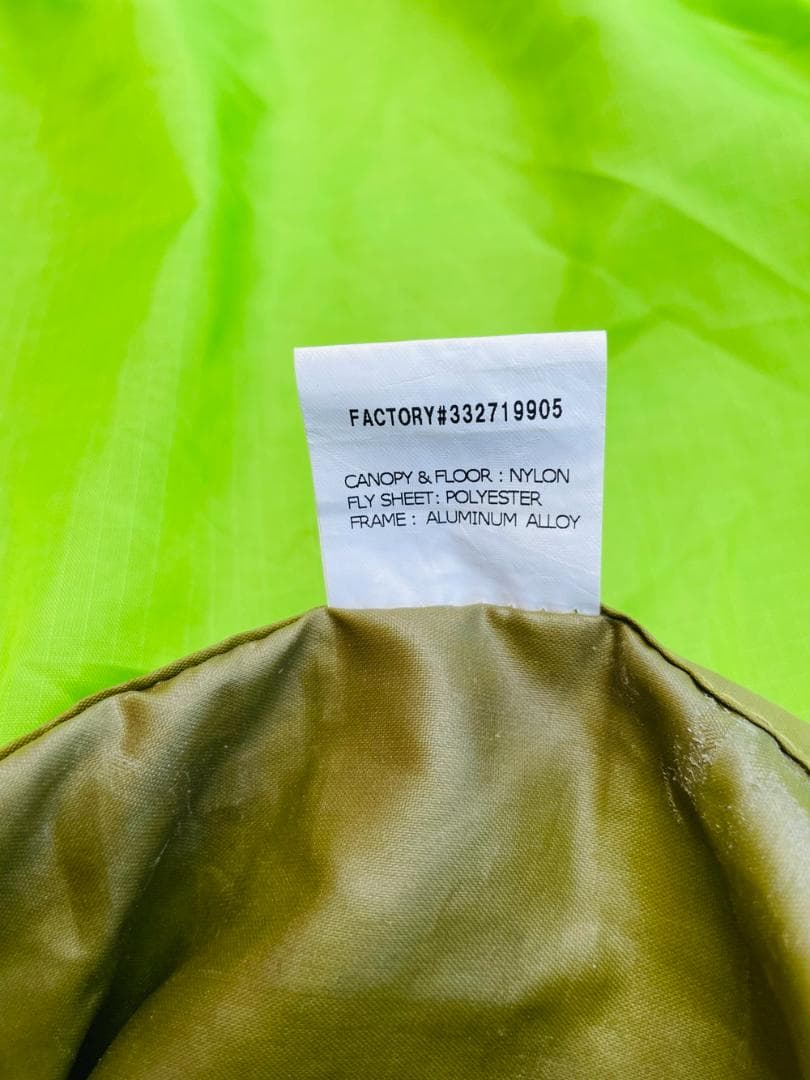 FACTORY#332719905
CANOPY & FLOOR : NYLON
FLY SHEET : POLYESTER
FRAME : ALUMINUM ALLOY